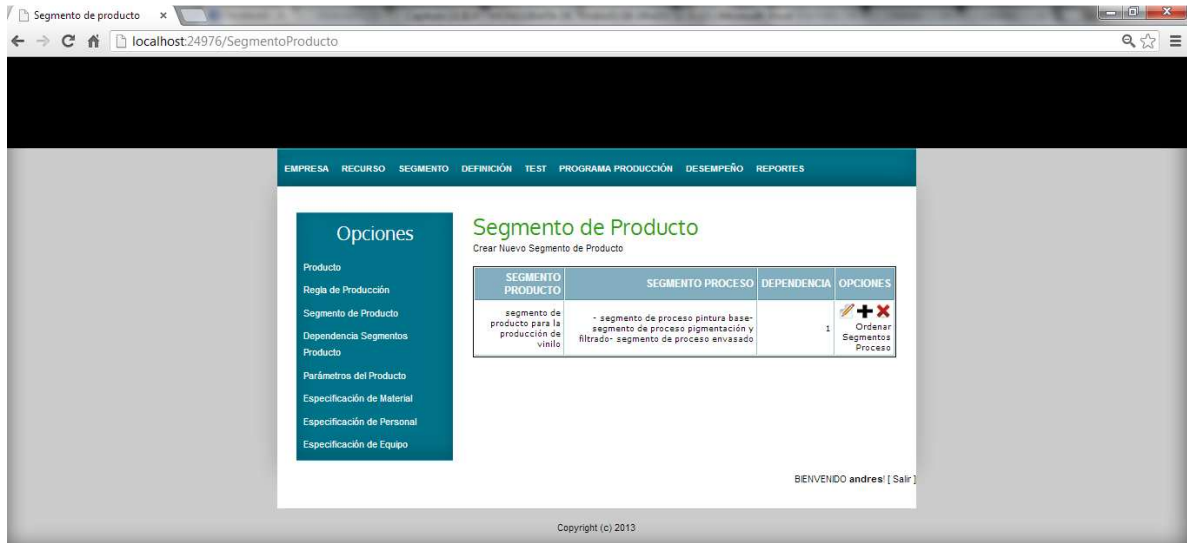 Segmento de producto
localhost:24976/SegmentoProducto
EMPRESA RECURSO SEGMENTO DEFINICIÓN TEST PROGRAMA PRODUCCIÓN DESEMPEÑO REPORTES
Opciones
Producto
Regla de Producción
Segmento de Producto
Dependencia Segmentos
Producto
Parámetros del Producto
Especificación de Material
Especificación de Personal
Especificación de Equipo
Segmento de Producto
Crear Nuevo Segmento de Producto
SEGMENTO
PRODUCTO
SEGMENTO PROCESO
DEPENDENCIA
OPCIONES
segmento de
producto para la
producción de
vinilo
- segmento de proceso pintura base-
segmento de proceso pigmentación y
filtrado- segmento de proceso envasado
1
Ordenar
Segmentos
Proceso
BIENVENIDO andres! [ Salir ]
Copyright (c) 2013